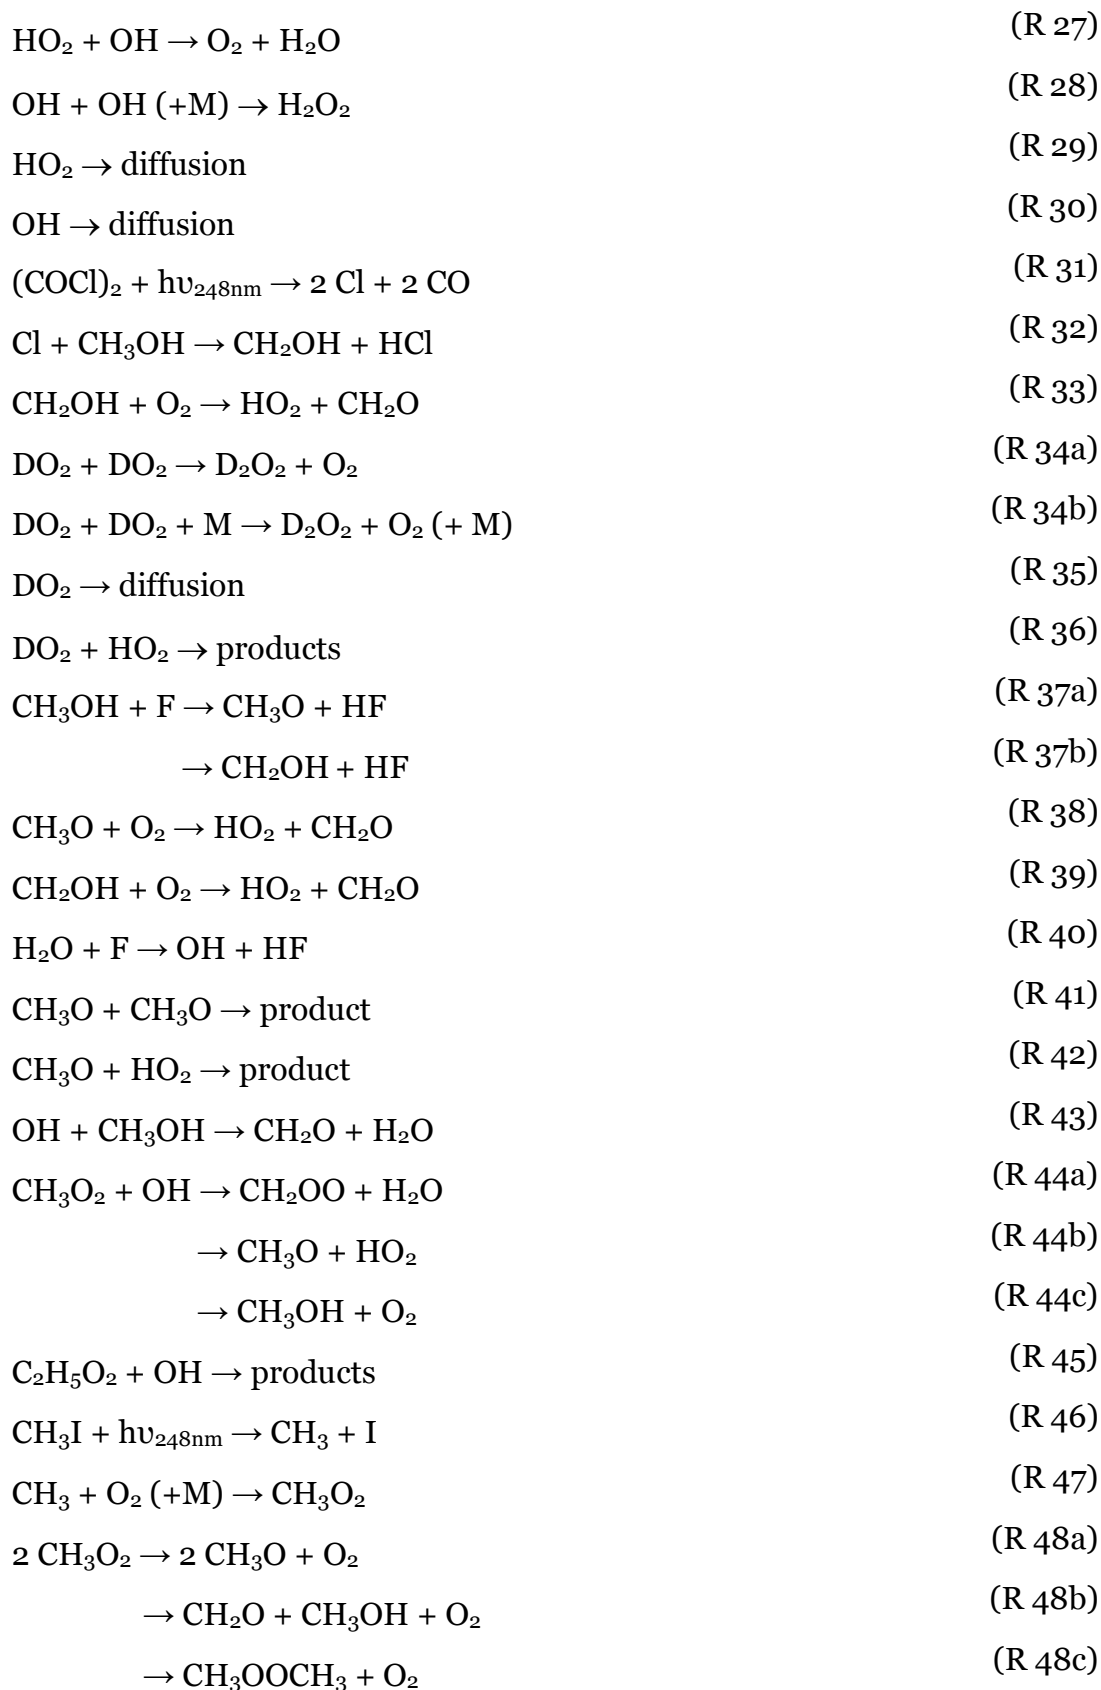 HO₂ + OH → O₂ + H₂O (R 27)
OH + OH (+M) → H₂O₂ (R 28)
HO₂ → diffusion (R 29)
OH → diffusion (R 30)
(COCl)₂ + hυ₂₄₈ₙₘ → 2 Cl + 2 CO (R 31)
Cl + CH₃OH → CH₂OH + HCl (R 32)
CH₂OH + O₂ → HO₂ + CH₂O (R 33)
DO₂ + DO₂ → D₂O₂ + O₂ (R 34a)
DO₂ + DO₂ + M → D₂O₂ + O₂ (+ M) (R 34b)
DO₂ → diffusion (R 35)
DO₂ + HO₂ → products (R 36)
CH₃OH + F → CH₃O + HF (R 37a)
→ CH₂OH + HF (R 37b)
CH₃O + O₂ → HO₂ + CH₂O (R 38)
CH₂OH + O₂ → HO₂ + CH₂O (R 39)
H₂O + F → OH + HF (R 40)
CH₃O + CH₃O → product (R 41)
CH₃O + HO₂ → product (R 42)
OH + CH₃OH → CH₂O + H₂O (R 43)
CH₃O₂ + OH → CH₂OO + H₂O (R 44a)
→ CH₃O + HO₂ (R 44b)
→ CH₃OH + O₂ (R 44c)
C₂H₅O₂ + OH → products (R 45)
CH₃I + hυ₂₄₈ₙₘ → CH₃ + I (R 46)
CH₃ + O₂ (+M) → CH₃O₂ (R 47)
2 CH₃O₂ → 2 CH₃O + O₂ (R 48a)
→ CH₂O + CH₃OH + O₂ (R 48b)
→ CH₃OOCH₃ + O₂ (R 48c)